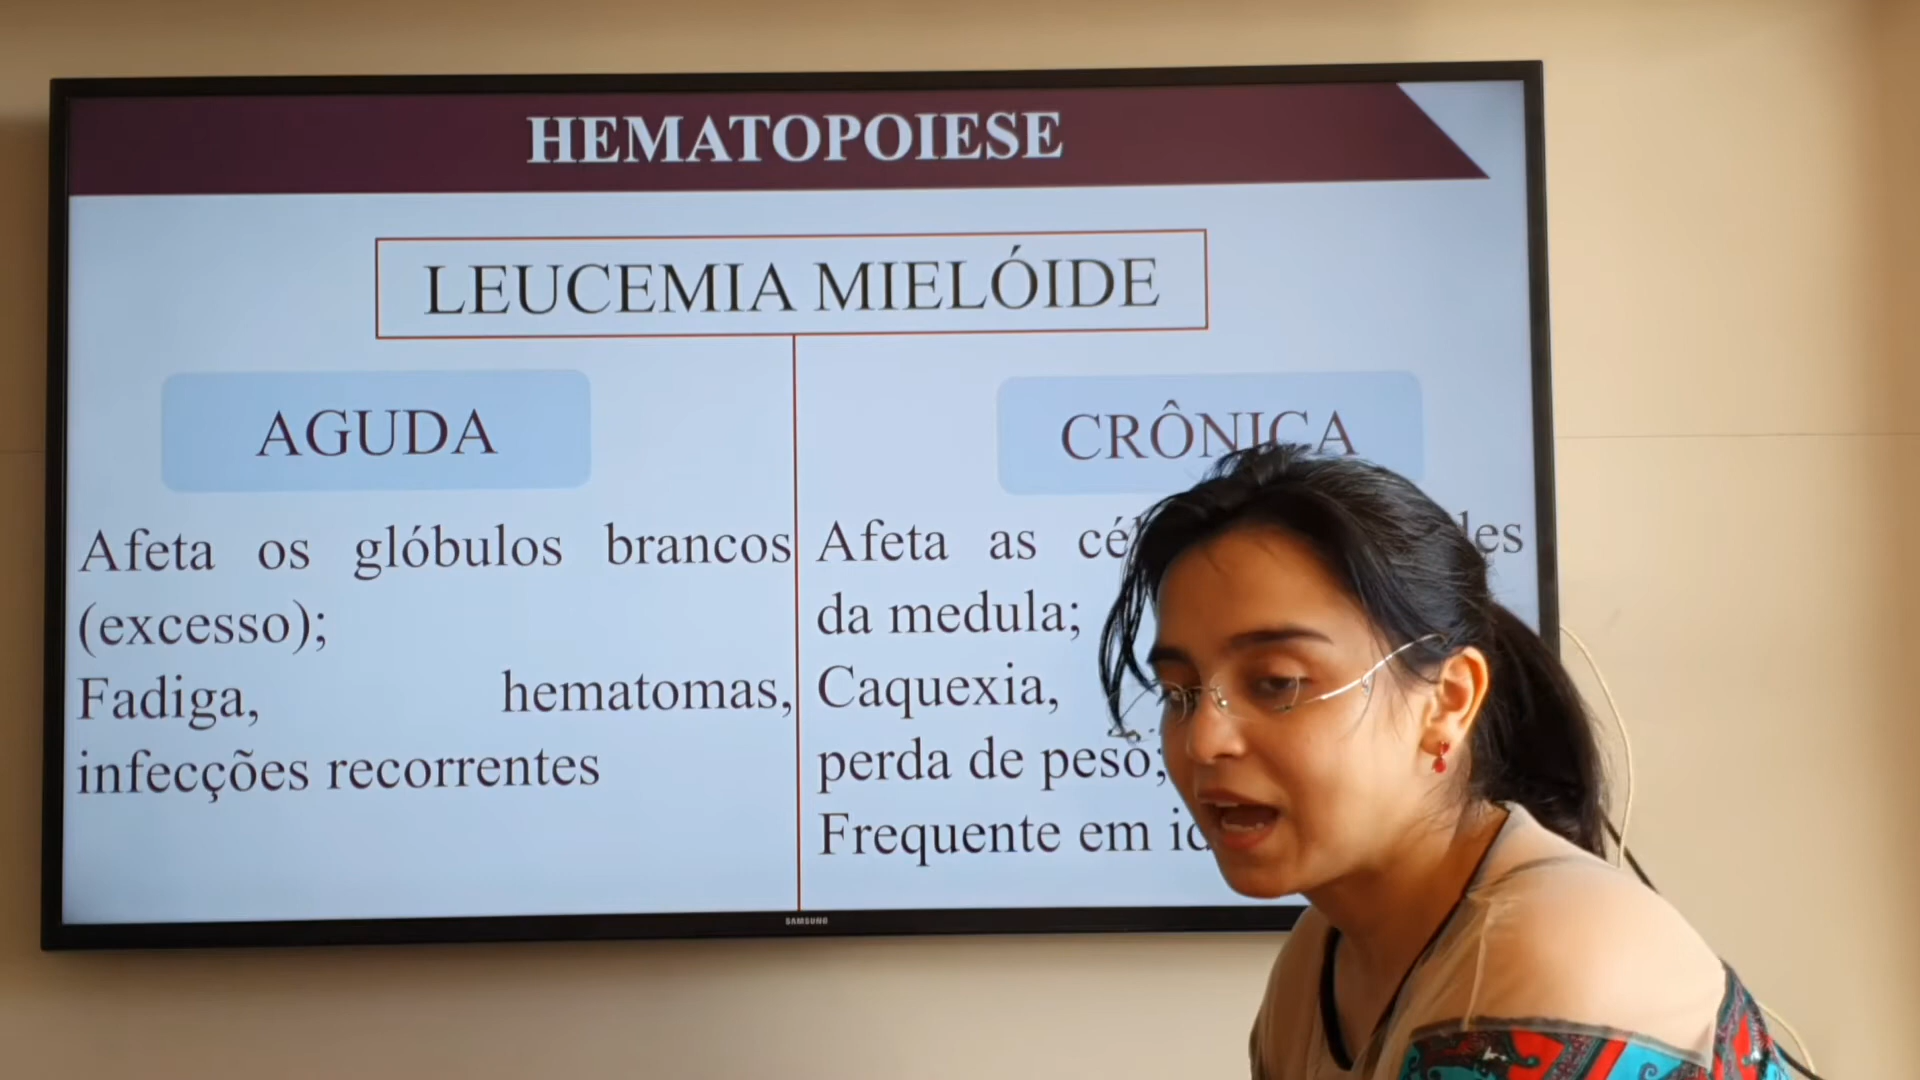 HEMATOPOIESE
LEUCEMIA MIELÓIDE
AGUDA
CRÔNICA
Afeta os glóbulos brancos
(excesso);
Fadiga, hematomas,
infecções recorrentes
Afeta as
da medula;
Caquexia,
perda de peso;
Frequente em
SAMSUNG